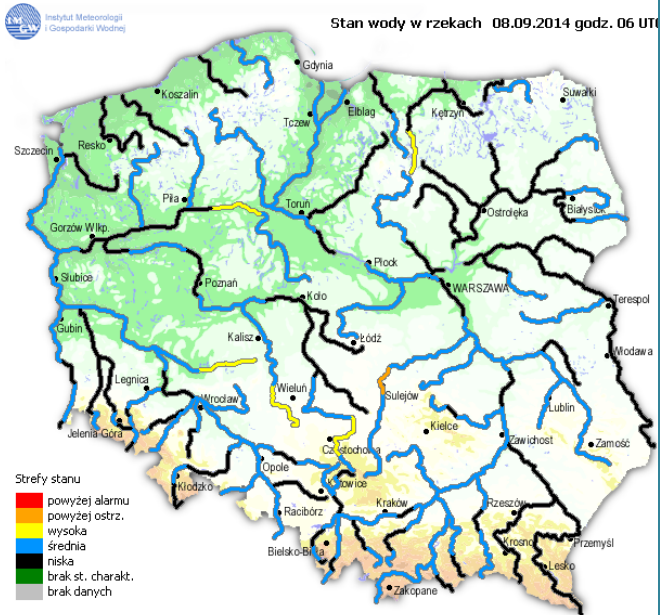 Instytut Meteorologii
i Gospodarki Wodnej
Stan wody w rzekach 08.09.2014 godz. 06 UT
Gdynia
Koszalin
Suwałki
Tczew
Elbląg
Kętrzyn
Resko
Szczecin
Piła
Toruń
Ostrołęka
Białystok
Gorzów Wlkp.
Płock
Słubice
Poznań
WARSZAWA
Koło
Terespol
Gubin
Kalisz
Łódź
Włodawa
Legnica
Wieluń
Sulejów
Wrocław
Lublin
Jelenia-Góra
Kielce
Zawichost
Zamość
Częstochowa
Opole
Strefy stanu
Kłodzko
Katowice
powyżej alarmu
Kraków
Rzeszów
powyżej ostrz.
Racibórz
wysoka
średnia
Krosno
Przemyśl
Bielsko-Biała
niska
Lesko
brak st. charakt.
brak danych
Zakopane